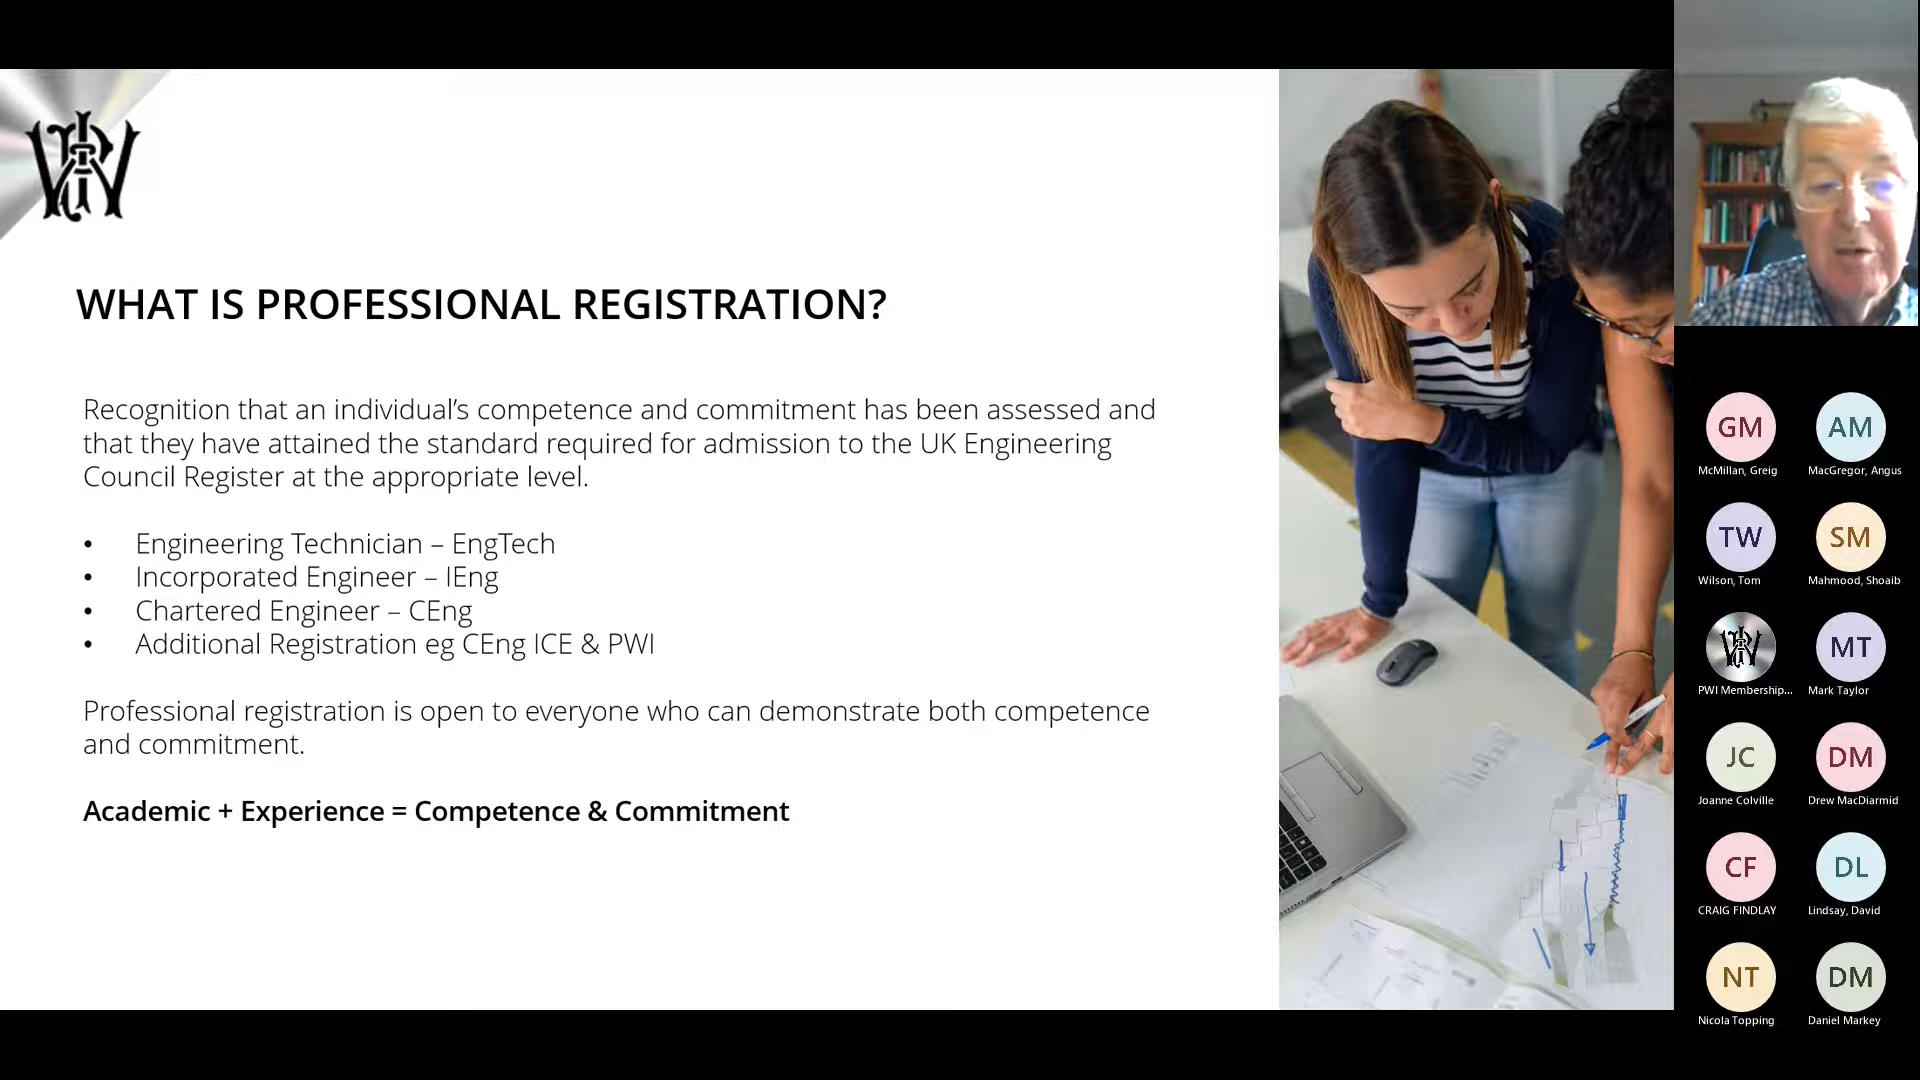 WHAT IS PROFESSIONAL REGISTRATION?
Recognition that an individual’s competence and commitment has been assessed and
that they have attained the standard required for admission to the UK Engineering
Council Register at the appropriate level.
• Engineering Technician – EngTech
• Incorporated Engineer – IEng
• Chartered Engineer – CEng
• Additional Registration eg CEng ICE & PWI
Professional registration is open to everyone who can demonstrate both competence
and commitment.
Academic + Experience = Competence & Commitment
GM
McMillan, Greig
AM
MacGregor, Angus
TW
Wilson, Tom
SM
Mahmood, Shoaib
PWI Membership...
MT
Mark Taylor
JC
Joanne Colville
DM
Drew MacDiarmid
CF
CRAIG FINDLAY
DL
Lindsay, David
NT
Nicola Topping
DM
Daniel Markey